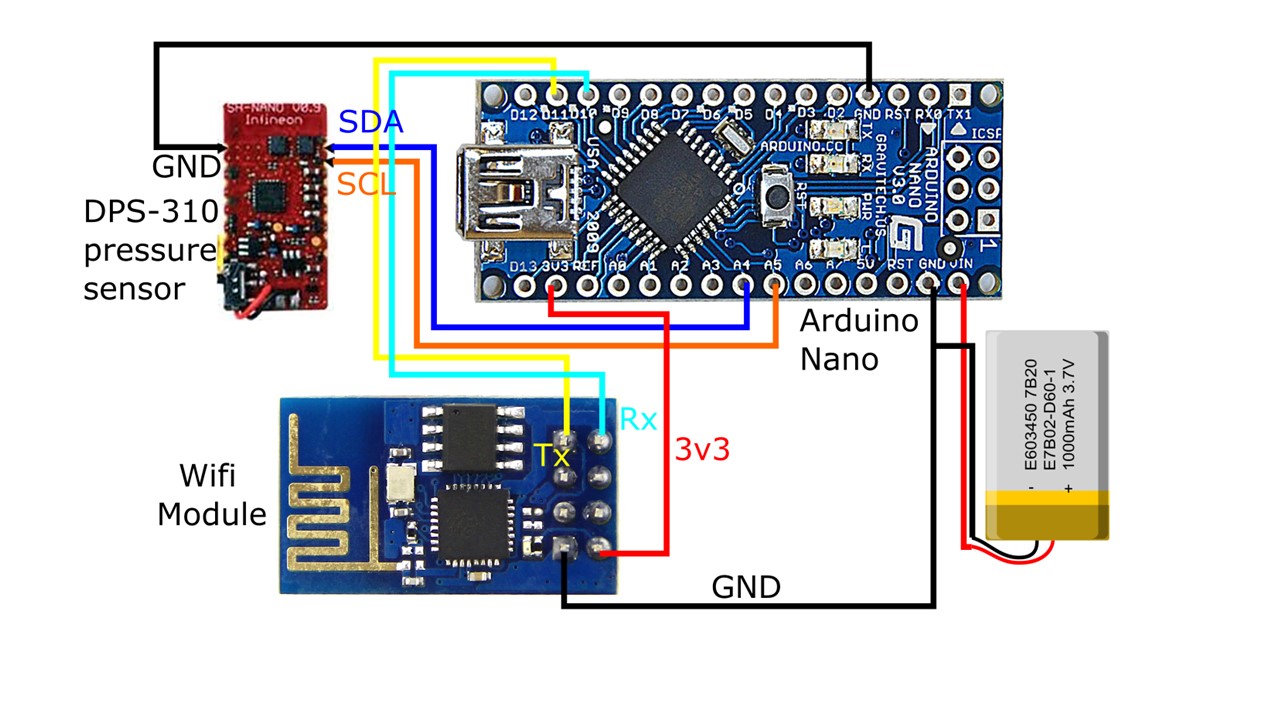 SH-NANO V0.9
Infineon
SDA
GND
SCL
DPS-310
pressure
sensor
D12 D11 D10 D9 D8 D7 D6 D5 D4 D3 D2 GND RST RX0 TX1
ICSP
ARDUINO.CC
USA
2009
TX
RX
PWR
L
RST
GRAVITECH.US
ARDUINO
NANO
V3.0
G
1
D13 3V3 REF A0 A1 A2 A3 A4 A5 A6 A7 5V RST GND VIN
Arduino
Nano
E603450 7B20
E7B02-D60-1
1000mAh 3.7V
- +
Rx
Tx
3v3
Wifi
Module
GND